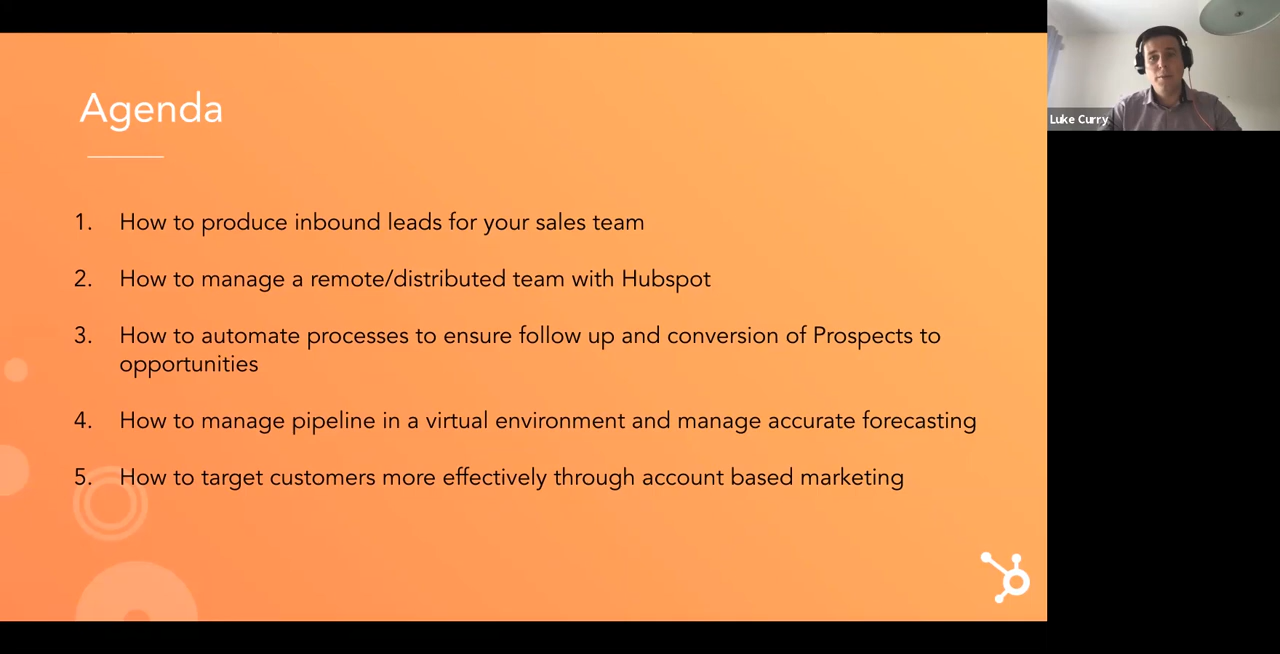 Agenda
1. How to produce inbound leads for your sales team
2. How to manage a remote/distributed team with Hubspot
3. How to automate processes to ensure follow up and conversion of Prospects to
opportunities
4. How to manage pipeline in a virtual environment and manage accurate forecasting
5. How to target customers more effectively through account based marketing
Luke Curry